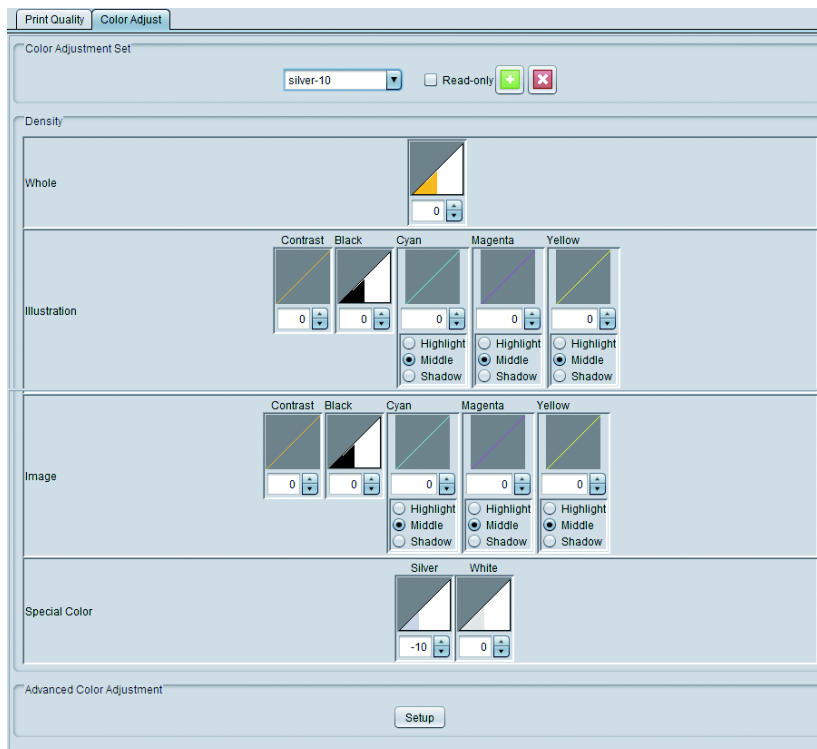 Print Quality Color Adjust
Color Adjustment Set
silver-10 Read-only
Density
Whole
0
Contrast Black Cyan Magenta Yellow
Illustration
0 0 0 0 0
Highlight Highlight Highlight
Middle Middle Middle
Shadow Shadow Shadow
Contrast Black Cyan Magenta Yellow
Image
0 0 0 0 0
Highlight Highlight Highlight
Middle Middle Middle
Shadow Shadow Shadow
Silver White
Special Color
-10 0
Advanced Color Adjustment
Setup